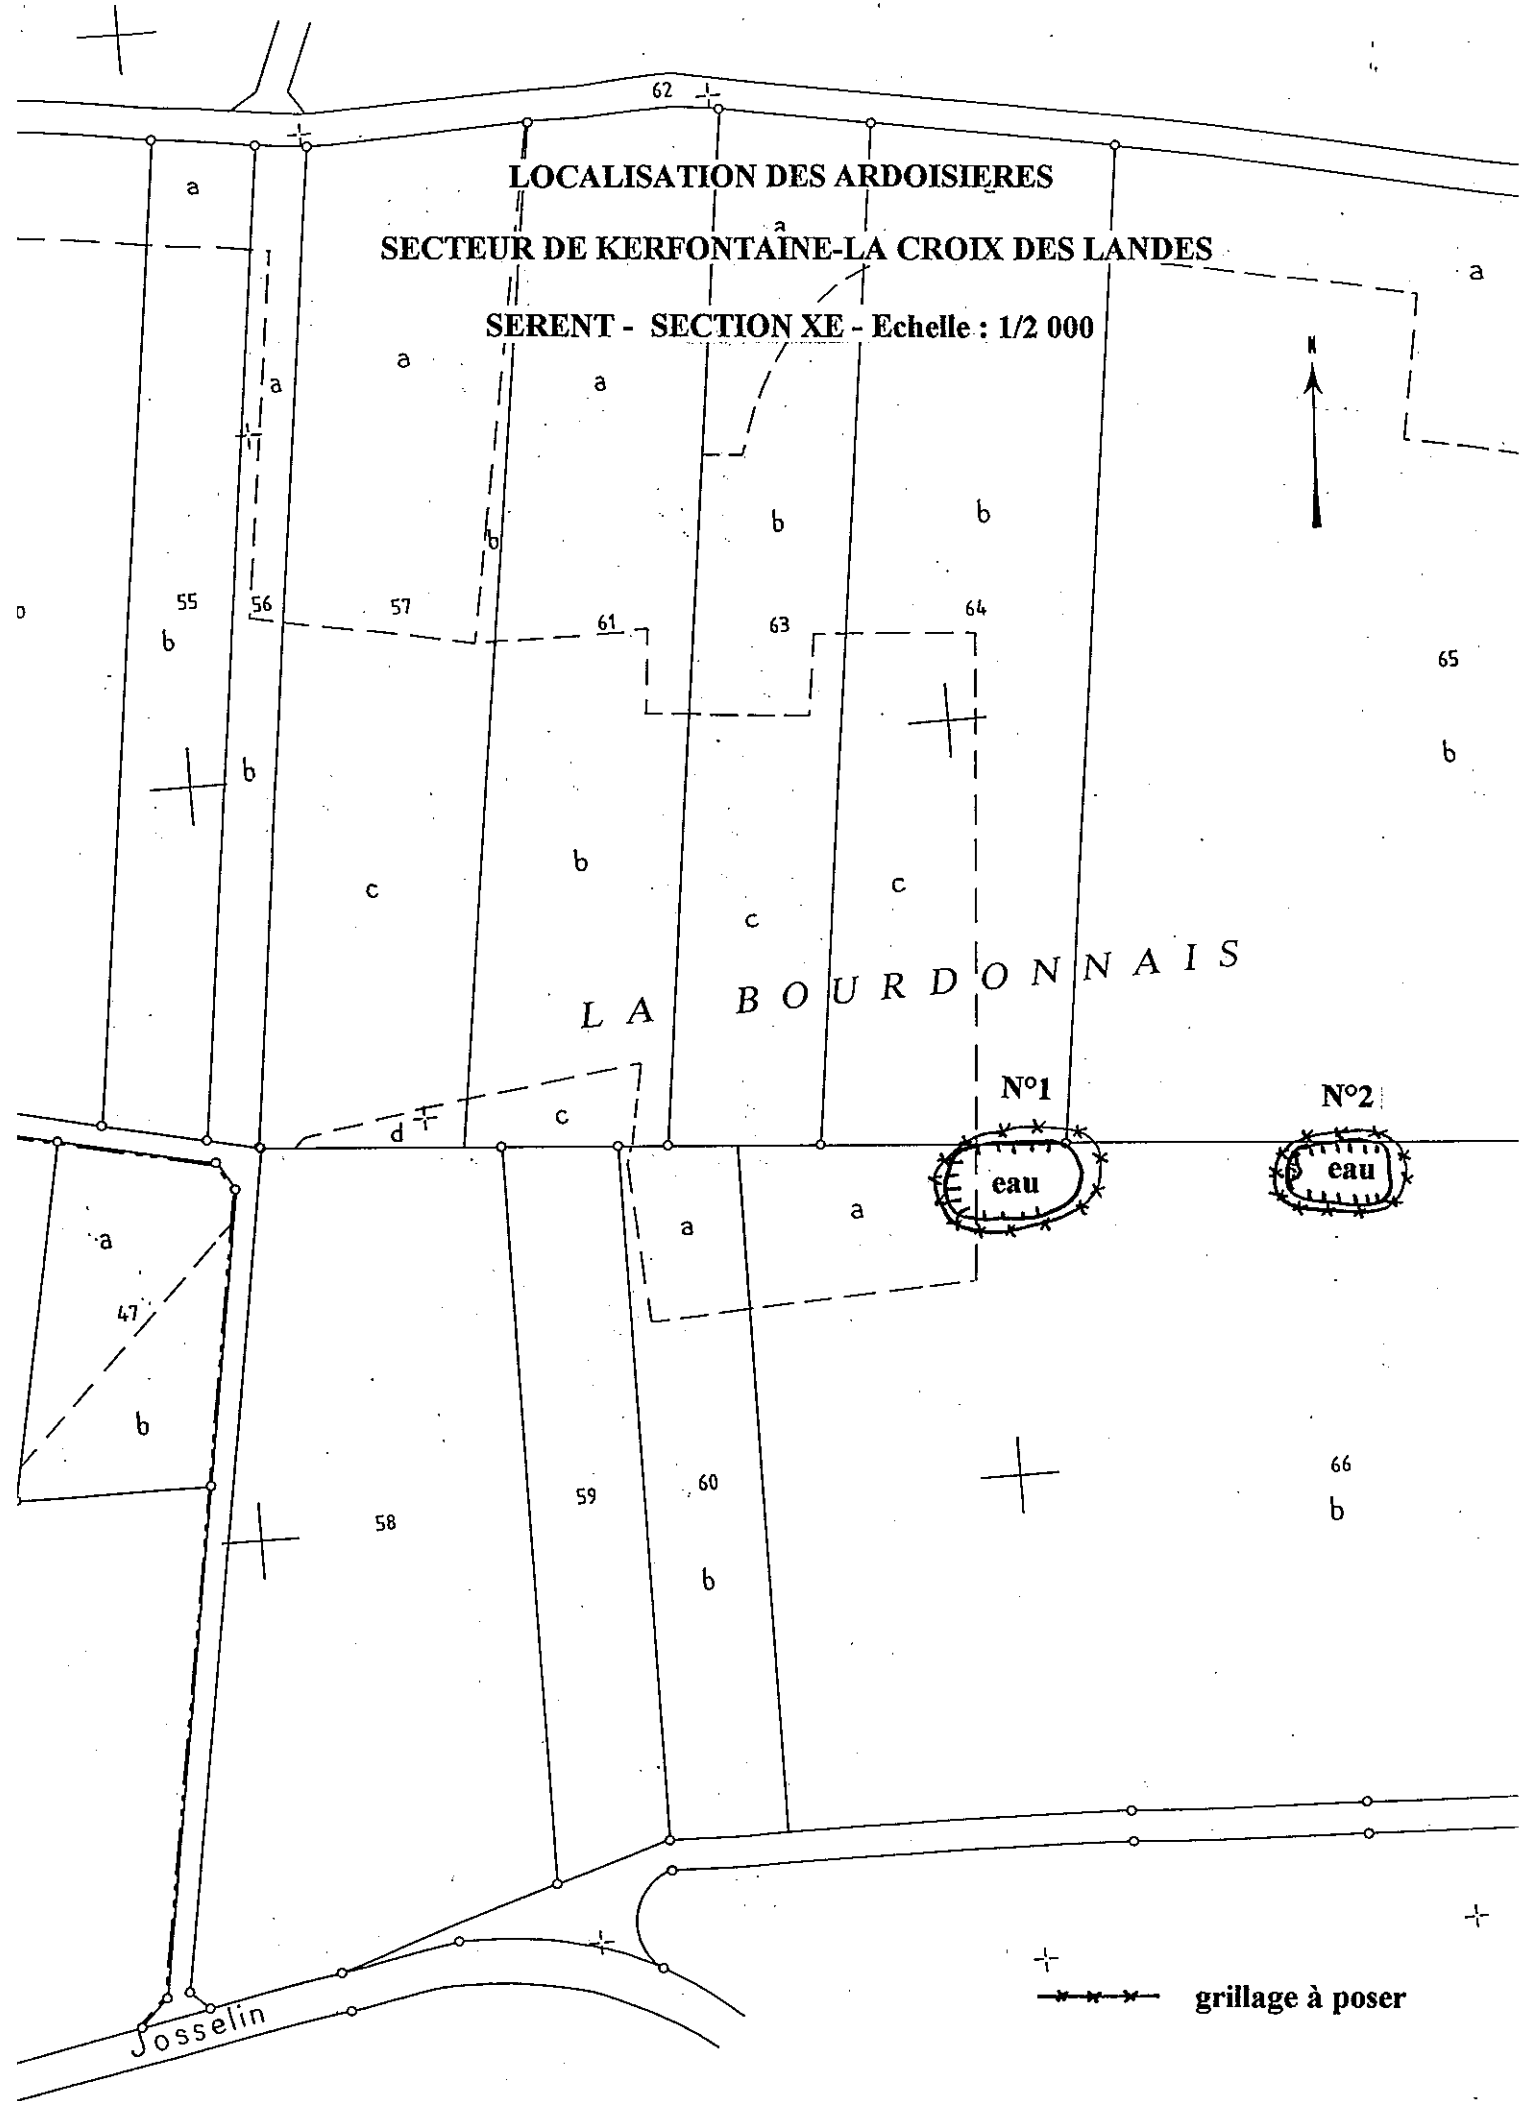 62
LOCALISATION DES ARDOISIERES
SECTEUR DE KERFONTAINE-LA CROIX DES LANDES
SERENT - SECTION XE - Echelle : 1/2 000
a
a
a
N
a
a
a
b
b
b
55
56
57
61
63
64
b
65
b
b
b
c
c
c
LA BOURDONNAIS
N°1
N°2
d
c
eau
eau
a
a
a
47
b
66
b
60
59
58
b
grillage à poser
Josselin